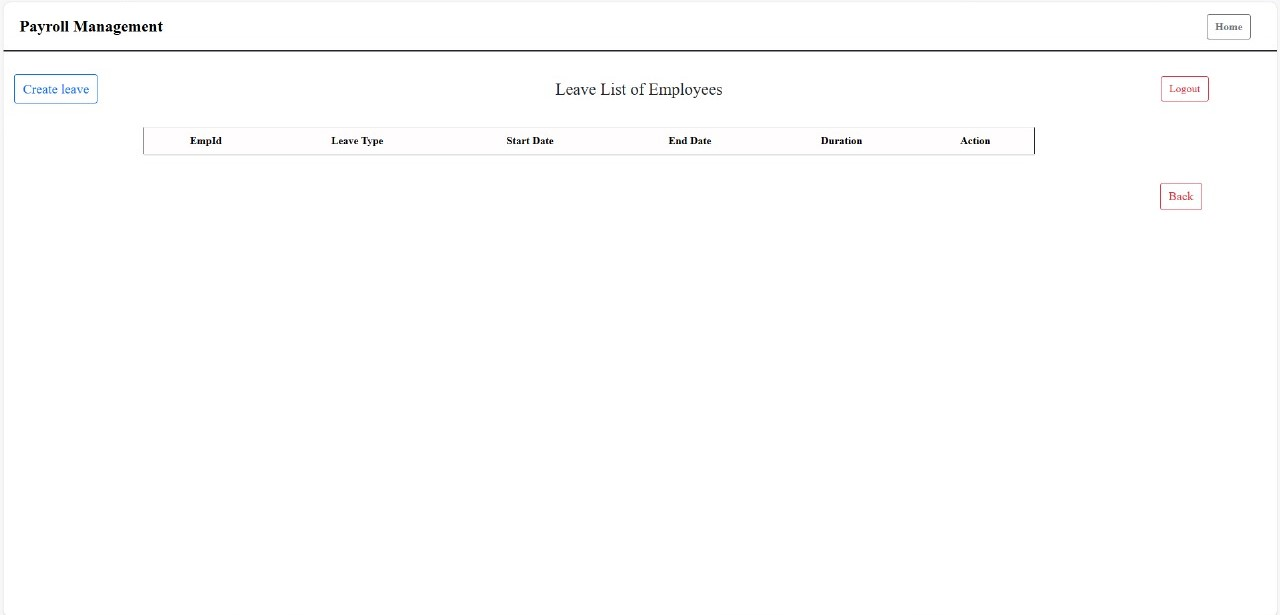 Payroll Management
Home
Create leave
Leave List of Employees
Logout
EmpId Leave Type Start Date End Date Duration Action
Back